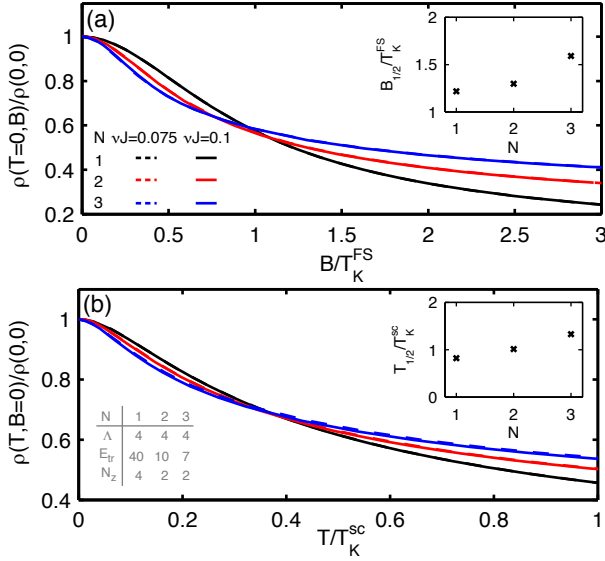 (a)
ρ(T=0,B)/ρ(0,0)
1
0.8
0.6
0.4
0.2
N νJ=0.075 νJ=0.1
1
2
3
0 0.5 1 1.5 2 2.5 3
B/T_K^FS
B_1/2/T_K^FS
2
1.5
1
1 2 3
N
(b)
ρ(T,B=0)/ρ(0,0)
1
0.8
0.6
0.4
N 1 2 3
Λ 4 4 4
E_tr 40 10 7
N_z 4 2 2
0 0.2 0.4 0.6 0.8 1
T/T_K^sc
T_1/2/T_K^sc
2
1
0
1 2 3
N